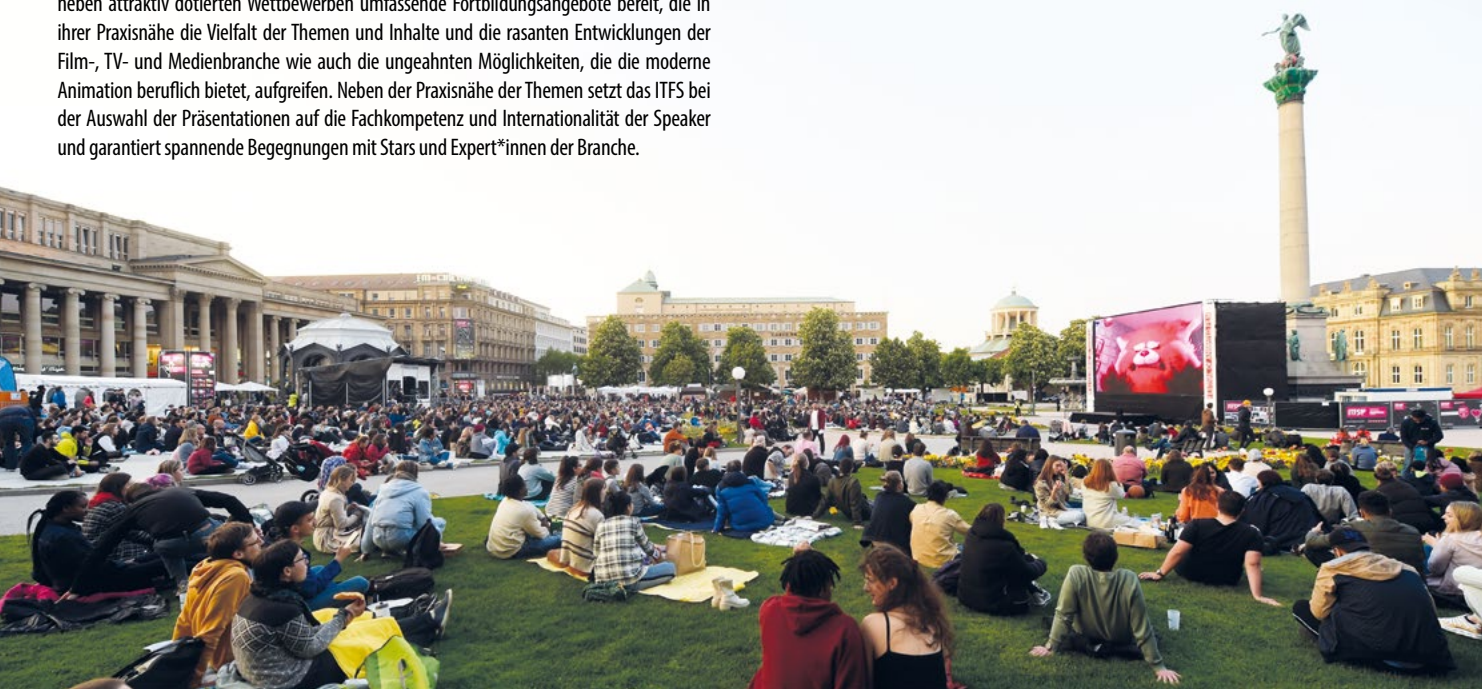 neben attraktiv dotierten Wettbewerben umfassende Fortbildungsangebote bereit, die in
ihrer Praxisnähe die Vielfalt der Themen und Inhalte und die rasanten Entwicklungen der
Film-, TV- und Medienbranche wie auch die ungeahnten Möglichkeiten, die die moderne
Animation beruflich bietet, aufgreifen. Neben der Praxisnähe der Themen setzt das ITFS bei
der Auswahl der Präsentationen auf die Fachkompetenz und Internationalität der Speaker
und garantiert spannende Begegnungen mit Stars und Expert*innen der Branche.
ITFS